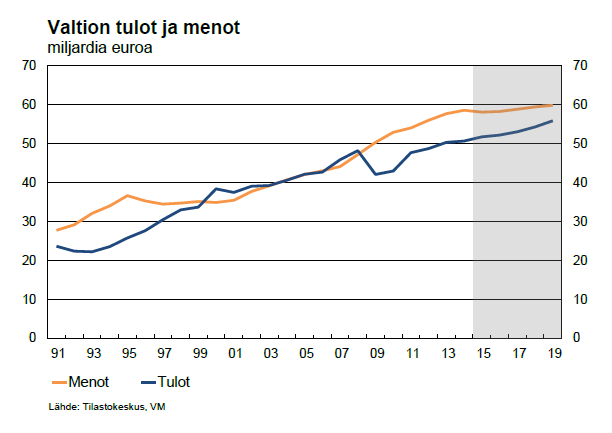 Valtion tulot ja menot
miljardia euroa
70 70
60 60
50 50
40 40
30 30
20 20
10 10
0 0
91 93 95 97 99 01 03 05 07 09 11 13 15 17 19
Menot Tulot
Lähde: Tilastokeskus, VM